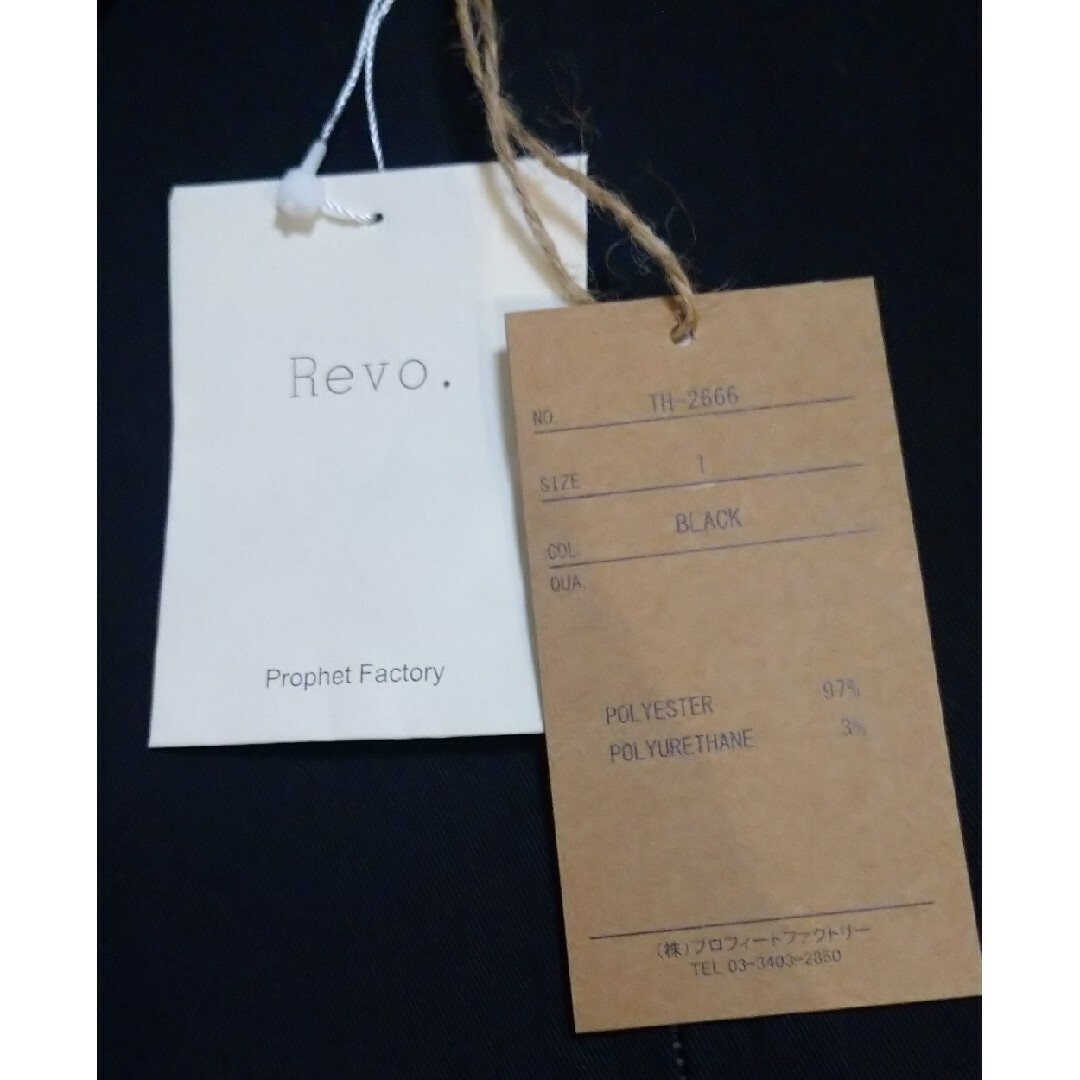 Revo.
Prophet Factory
NO. TH-2666
SIZE 1
COL. BLACK
QUA.
POLYESTER 97%
POLYURETHANE 3%
(株)プロフィートファクトリー
TEL 03-3403-2850